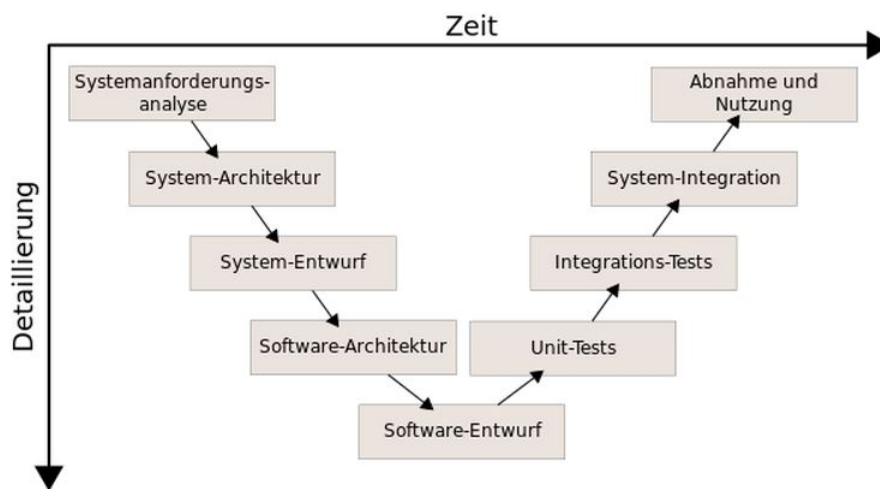 Zeit
Detaillierung
Systemanforderungs-
analyse
Abnahme und
Nutzung
System-Architektur
System-Integration
System-Entwurf
Integrations-Tests
Software-Architektur
Unit-Tests
Software-Entwurf